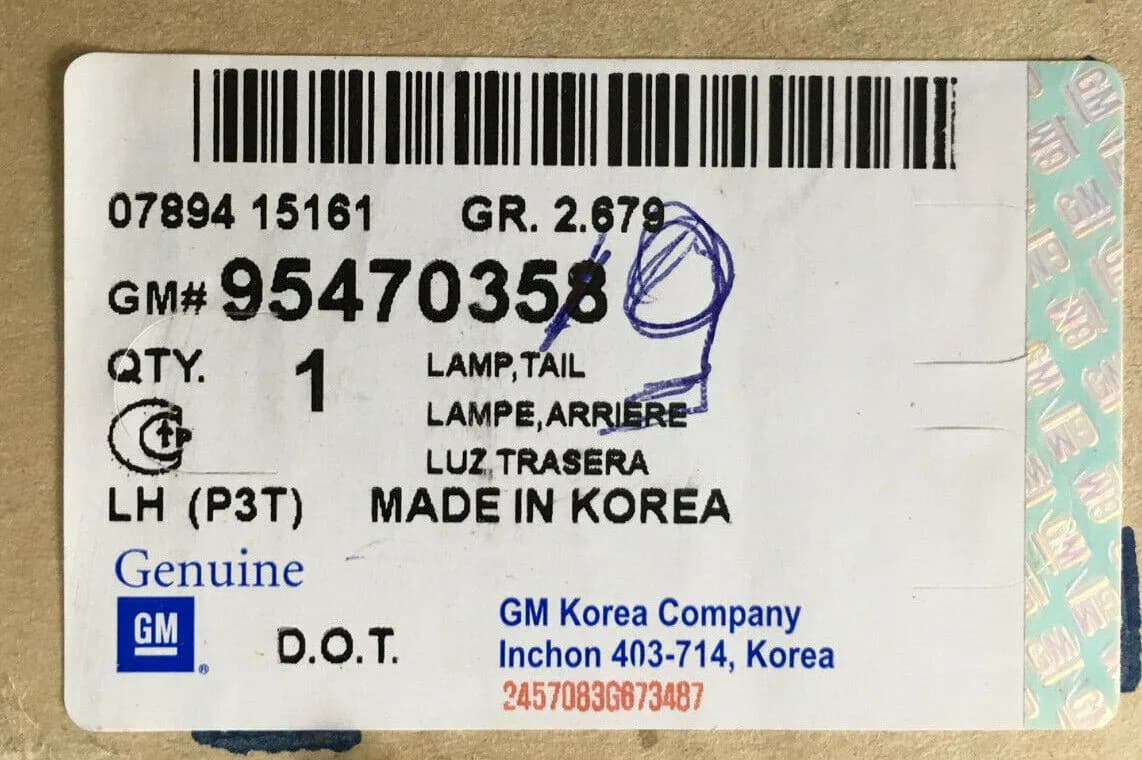 07894 15161 GR. 2.679
GM# 95470358 9
QTY. 1 LAMP,TAIL
LAMPE,ARRIERE
LUZ,TRASERA
LH (P3T) MADE IN KOREA
Genuine
GM ®
D.O.T.
GM Korea Company
Inchon 403-714, Korea
2457083G673487